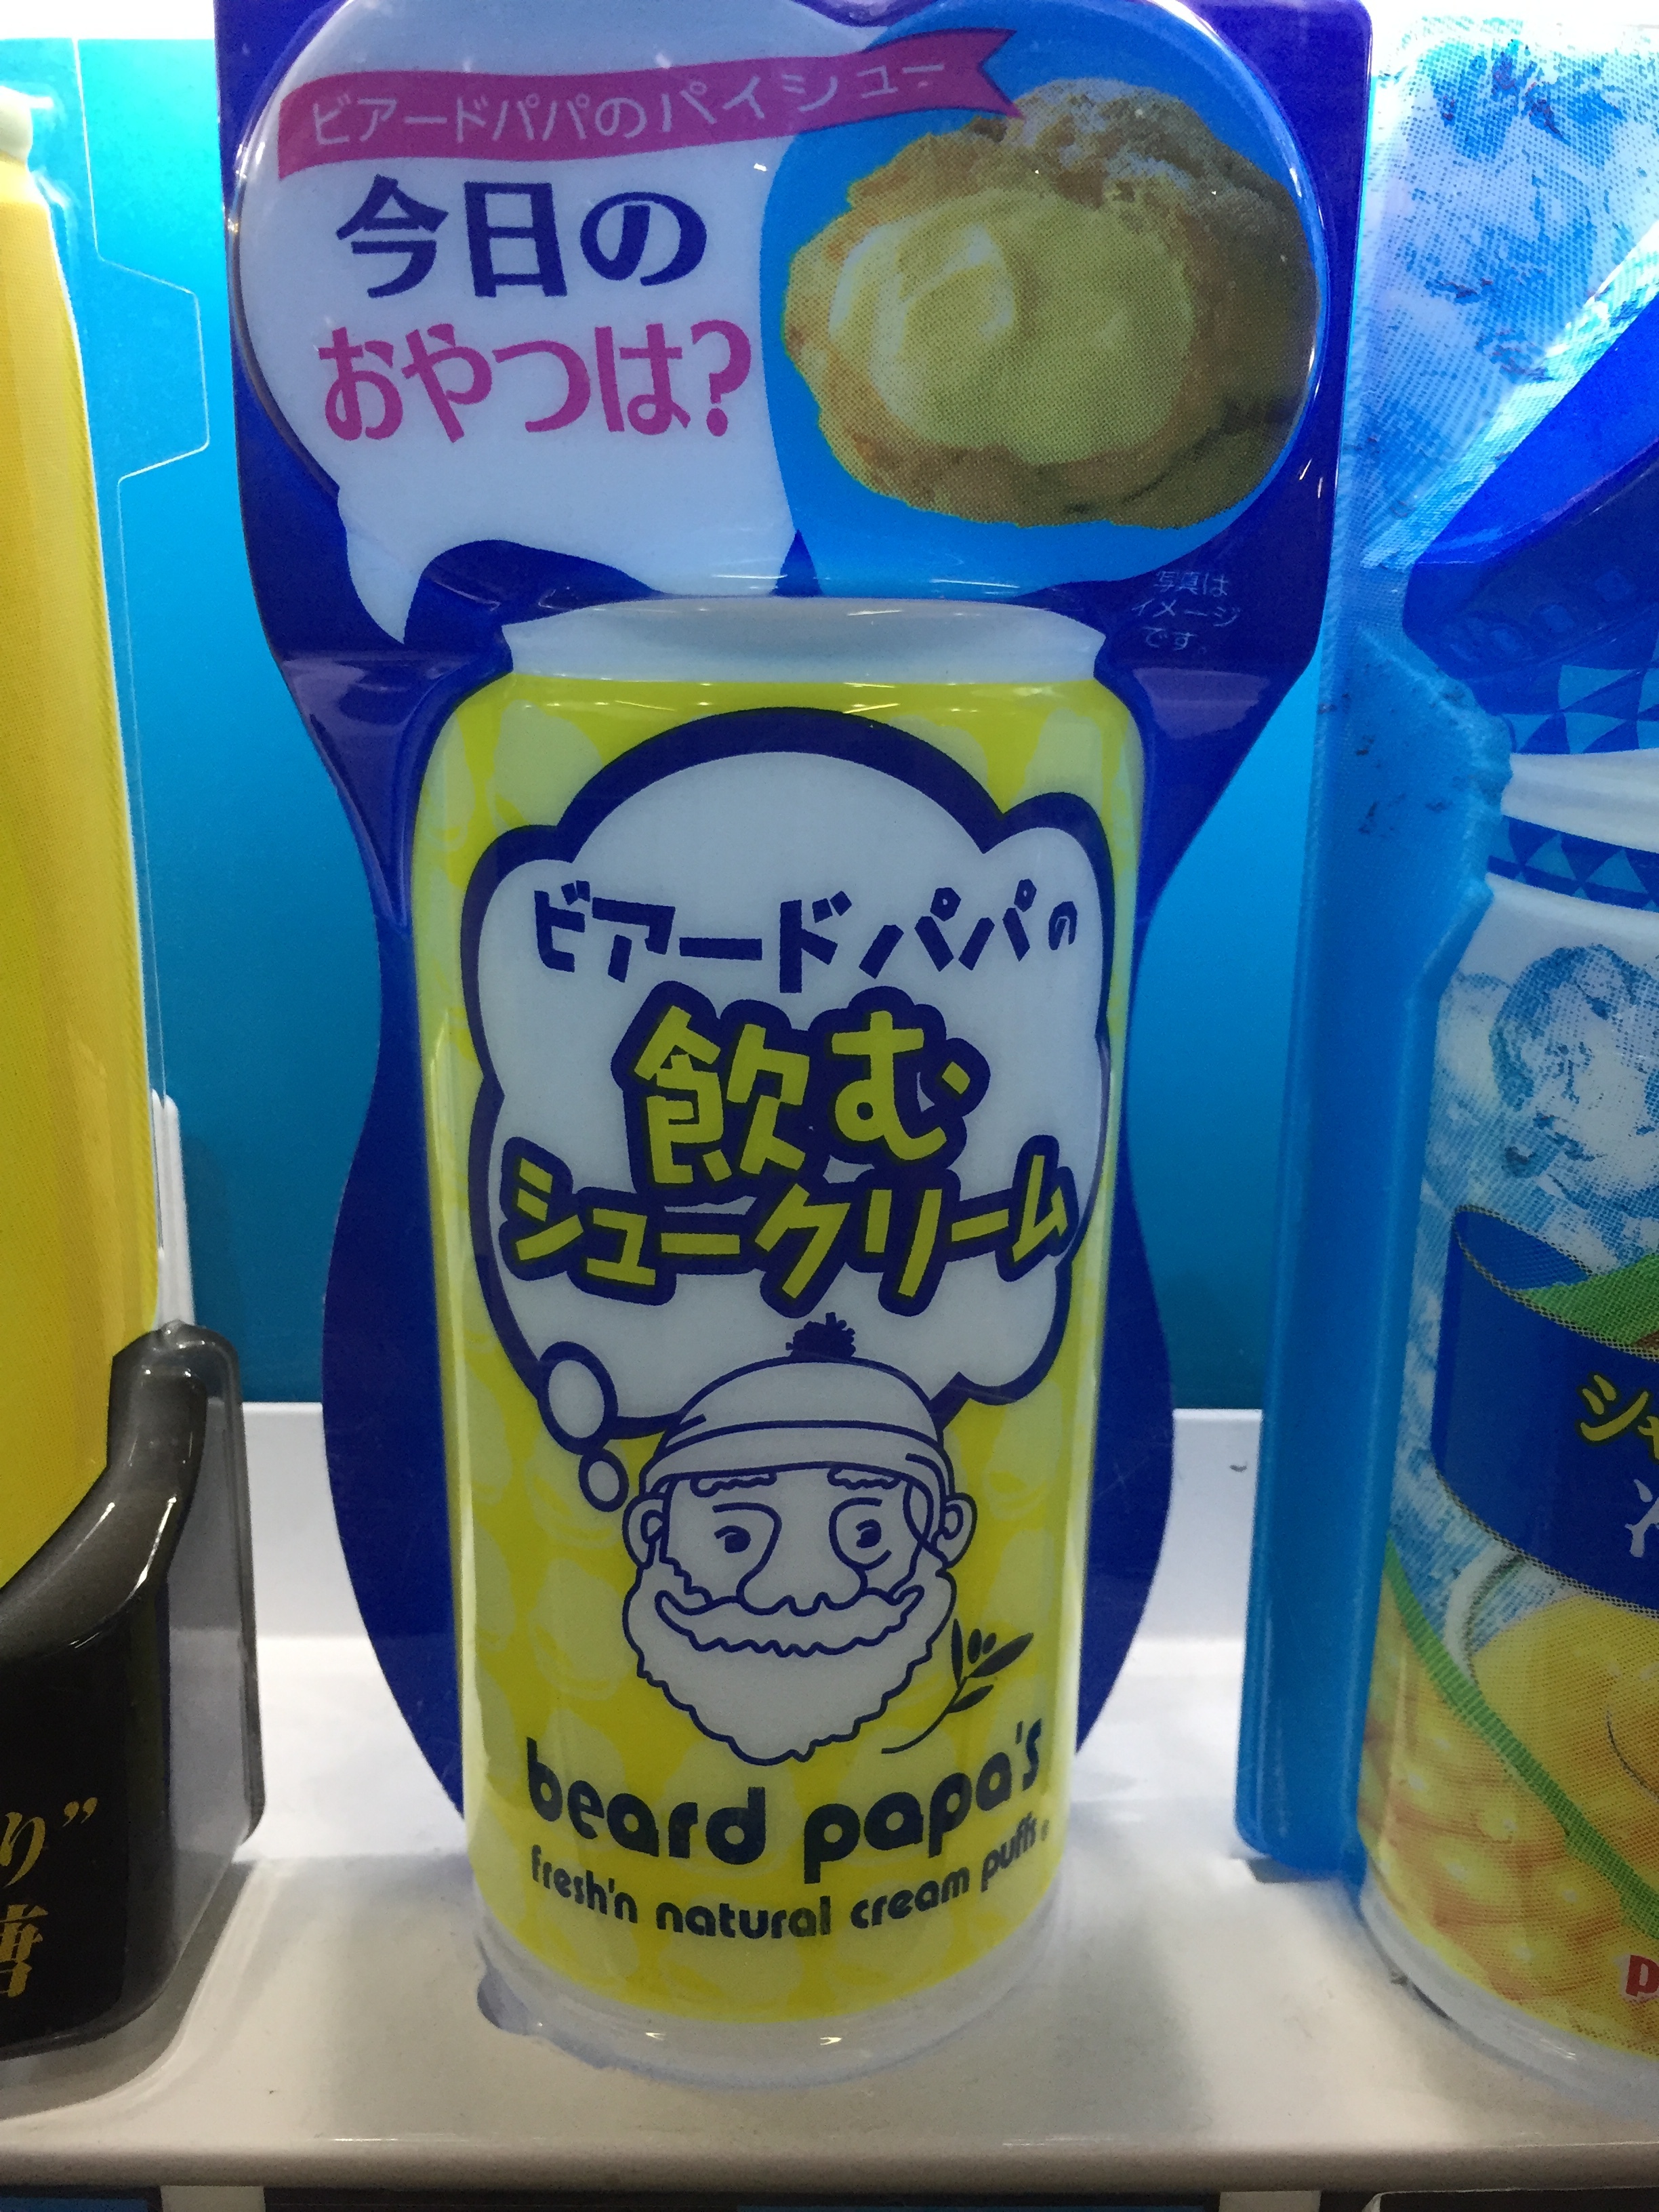 ビアードパパのパイシュー
今日の
おやつは?
写真は
イメージ
です。
ビアードパパの
飲む
シュークリーム
beard papa's
fresh'n natural cream puffs®
り”